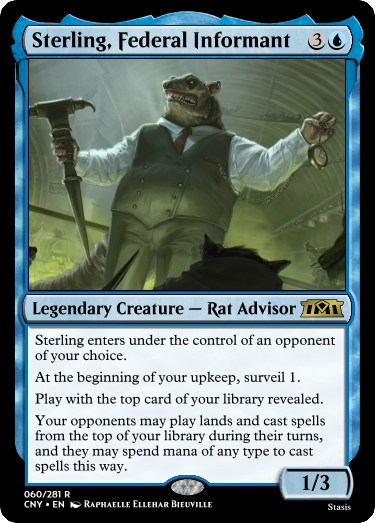 Sterling, Federal Informant 3
Legendary Creature — Rat Advisor
Sterling enters under the control of an opponent
of your choice.
At the beginning of your upkeep, surveil 1.
Play with the top card of your library revealed.
Your opponents may play lands and cast spells
from the top of your library during their turns,
and they may spend mana of any type to cast
spells this way.
1/3
060/281 R
CNY • EN Raphaelle Ellehar Bieuville
Stasis